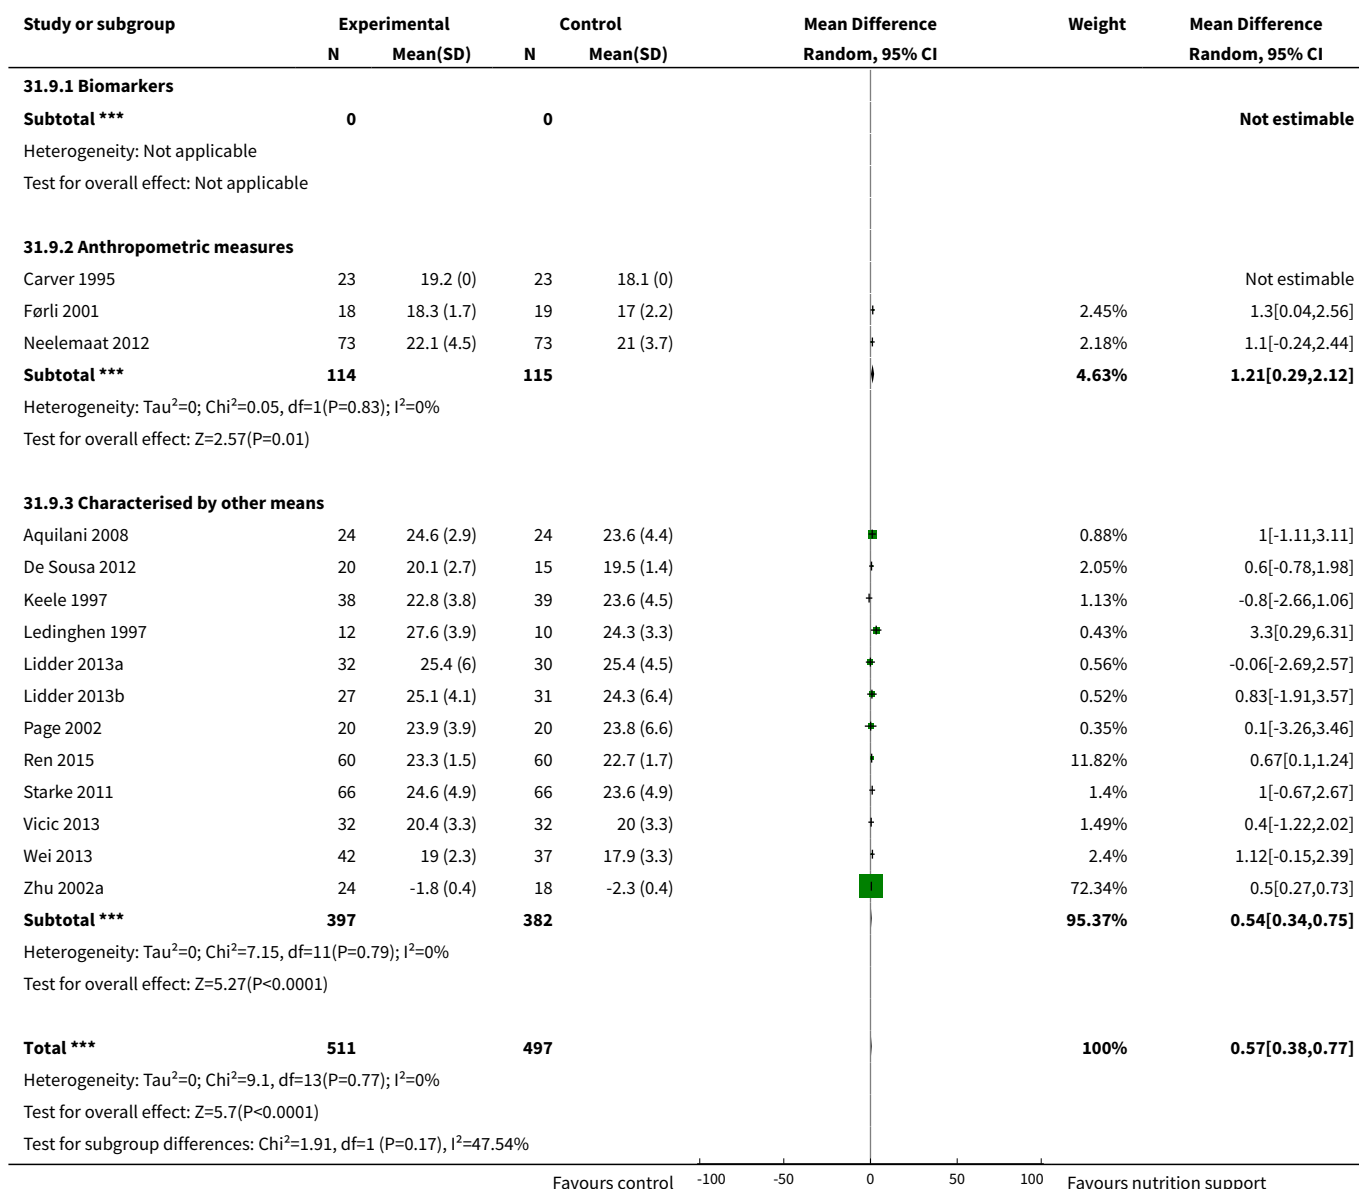 Study or subgroup Experimental Control Mean Difference Weight Mean Difference
N Mean(SD) N Mean(SD) Random, 95% CI Random, 95% CI
31.9.1 Biomarkers
Subtotal *** 0 0 Not estimable
Heterogeneity: Not applicable
Test for overall effect: Not applicable
31.9.2 Anthropometric measures
Carver 1995 23 19.2 (0) 23 18.1 (0) Not estimable
Førli 2001 18 18.3 (1.7) 19 17 (2.2) 2.45% 1.3[0.04,2.56]
Neelemaat 2012 73 22.1 (4.5) 73 21 (3.7) 2.18% 1.1[-0.24,2.44]
Subtotal *** 114 115 4.63% 1.21[0.29,2.12]
Heterogeneity: Tau²=0; Chi²=0.05, df=1(P=0.83); I²=0%
Test for overall effect: Z=2.57(P=0.01)
31.9.3 Characterised by other means
Aquilani 2008 24 24.6 (2.9) 24 23.6 (4.4) 0.88% 1[-1.11,3.11]
De Sousa 2012 20 20.1 (2.7) 15 19.5 (1.4) 2.05% 0.6[-0.78,1.98]
Keele 1997 38 22.8 (3.8) 39 23.6 (4.5) 1.13% -0.8[-2.66,1.06]
Ledinghen 1997 12 27.6 (3.9) 10 24.3 (3.3) 0.43% 3.3[0.29,6.31]
Lidder 2013a 32 25.4 (6) 30 25.4 (4.5) 0.56% -0.06[-2.69,2.57]
Lidder 2013b 27 25.1 (4.1) 31 24.3 (6.4) 0.52% 0.83[-1.91,3.57]
Page 2002 20 23.9 (3.9) 20 23.8 (6.6) 0.35% 0.1[-3.26,3.46]
Ren 2015 60 23.3 (1.5) 60 22.7 (1.7) 11.82% 0.67[0.1,1.24]
Starke 2011 66 24.6 (4.9) 66 23.6 (4.9) 1.4% 1[-0.67,2.67]
Vicic 2013 32 20.4 (3.3) 32 20 (3.3) 1.49% 0.4[-1.22,2.02]
Wei 2013 42 19 (2.3) 37 17.9 (3.3) 2.4% 1.12[-0.15,2.39]
Zhu 2002a 24 -1.8 (0.4) 18 -2.3 (0.4) 72.34% 0.5[0.27,0.73]
Subtotal *** 397 382 95.37% 0.54[0.34,0.75]
Heterogeneity: Tau²=0; Chi²=7.15, df=11(P=0.79); I²=0%
Test for overall effect: Z=5.27(P<0.0001)
Total *** 511 497 100% 0.57[0.38,0.77]
Heterogeneity: Tau²=0; Chi²=9.1, df=13(P=0.77); I²=0%
Test for overall effect: Z=5.7(P<0.0001)
Test for subgroup differences: Chi²=1.91, df=1 (P=0.17), I²=47.54%
Favours control -100 -50 0 50 100 Favours nutrition support